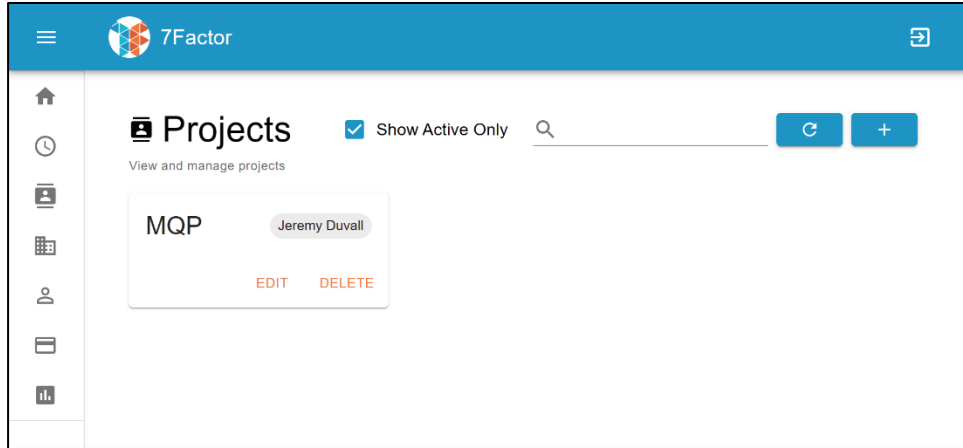 7Factor
Projects
Show Active Only
View and manage projects
MQP
Jeremy Duvall
EDIT
DELETE